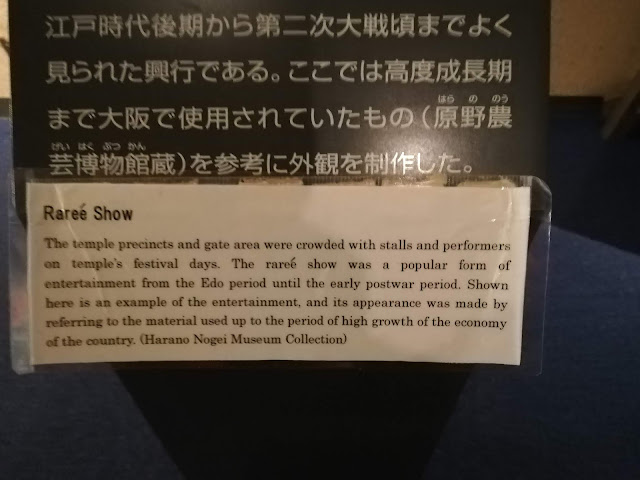 江戸時代後期から第二次大戦頃までよく
見られた興行である。ここでは高度成長期
まで大阪で使用されていたもの（原野農
芸博物館蔵）を参考に外観を制作した。
Rareé Show
The temple precincts and gate area were crowded with stalls and performers
on temple's festival days. The rareé show was a popular form of
entertainment from the Edo period until the early postwar period. Shown
here is an example of the entertainment, and its appearance was made by
referring to the material used up to the period of high growth of the economy
of the country. (Harano Nogei Museum Collection)